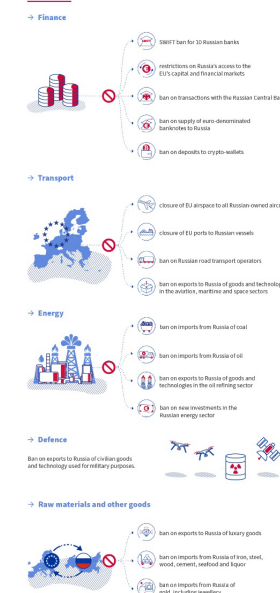 → Finance
SWIFT ban for 10 Russian banks
restrictions on Russia's access to the
EU's capital and financial markets
ban on transactions with the Russian Central Ba
ban on supply of euro-denominated
banknotes to Russia
ban on deposits to crypto-wallets
→ Transport
closure of EU airspace to all Russian-owned aircr
closure of EU ports to Russian vessels
ban on Russian road transport operators
ban on exports to Russia of goods and technolog
in the aviation, maritime and space sectors
→ Energy
ban on imports from Russia of coal
ban on imports from Russia of oil
ban on exports to Russia of goods and
technologies in the oil refining sector
ban on new investments in the
Russian energy sector
→ Defence
Ban on exports to Russia of civilian goods
and technology used for military purposes.
→ Raw materials and other goods
ban on exports to Russia of luxury goods
ban on imports from Russia of iron, steel,
wood, cement, seafood and liquor
ban on imports from Russia of
gold, including jewellery